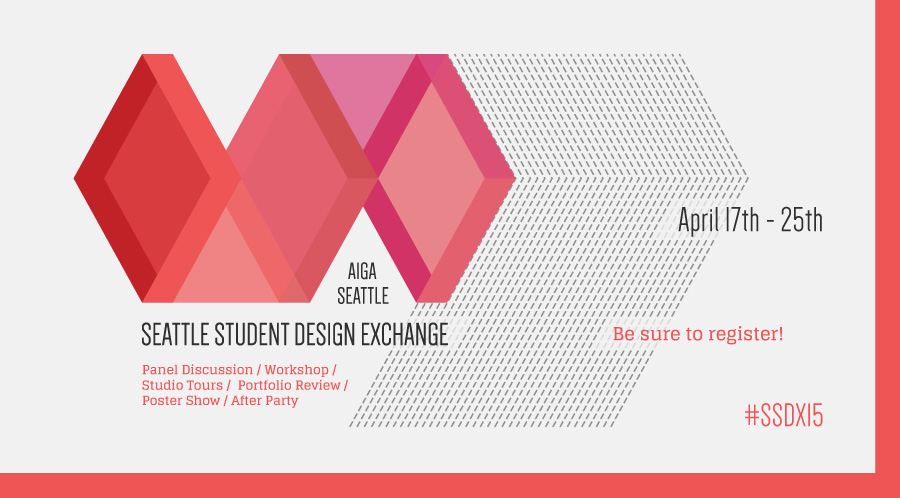 AIGA
SEATTLE
SEATTLE STUDENT DESIGN EXCHANGE
Panel Discussion / Workshop /
Studio Tours / Portfolio Review /
Poster Show / After Party
April 17th - 25th
Be sure to register!
#SSDX15